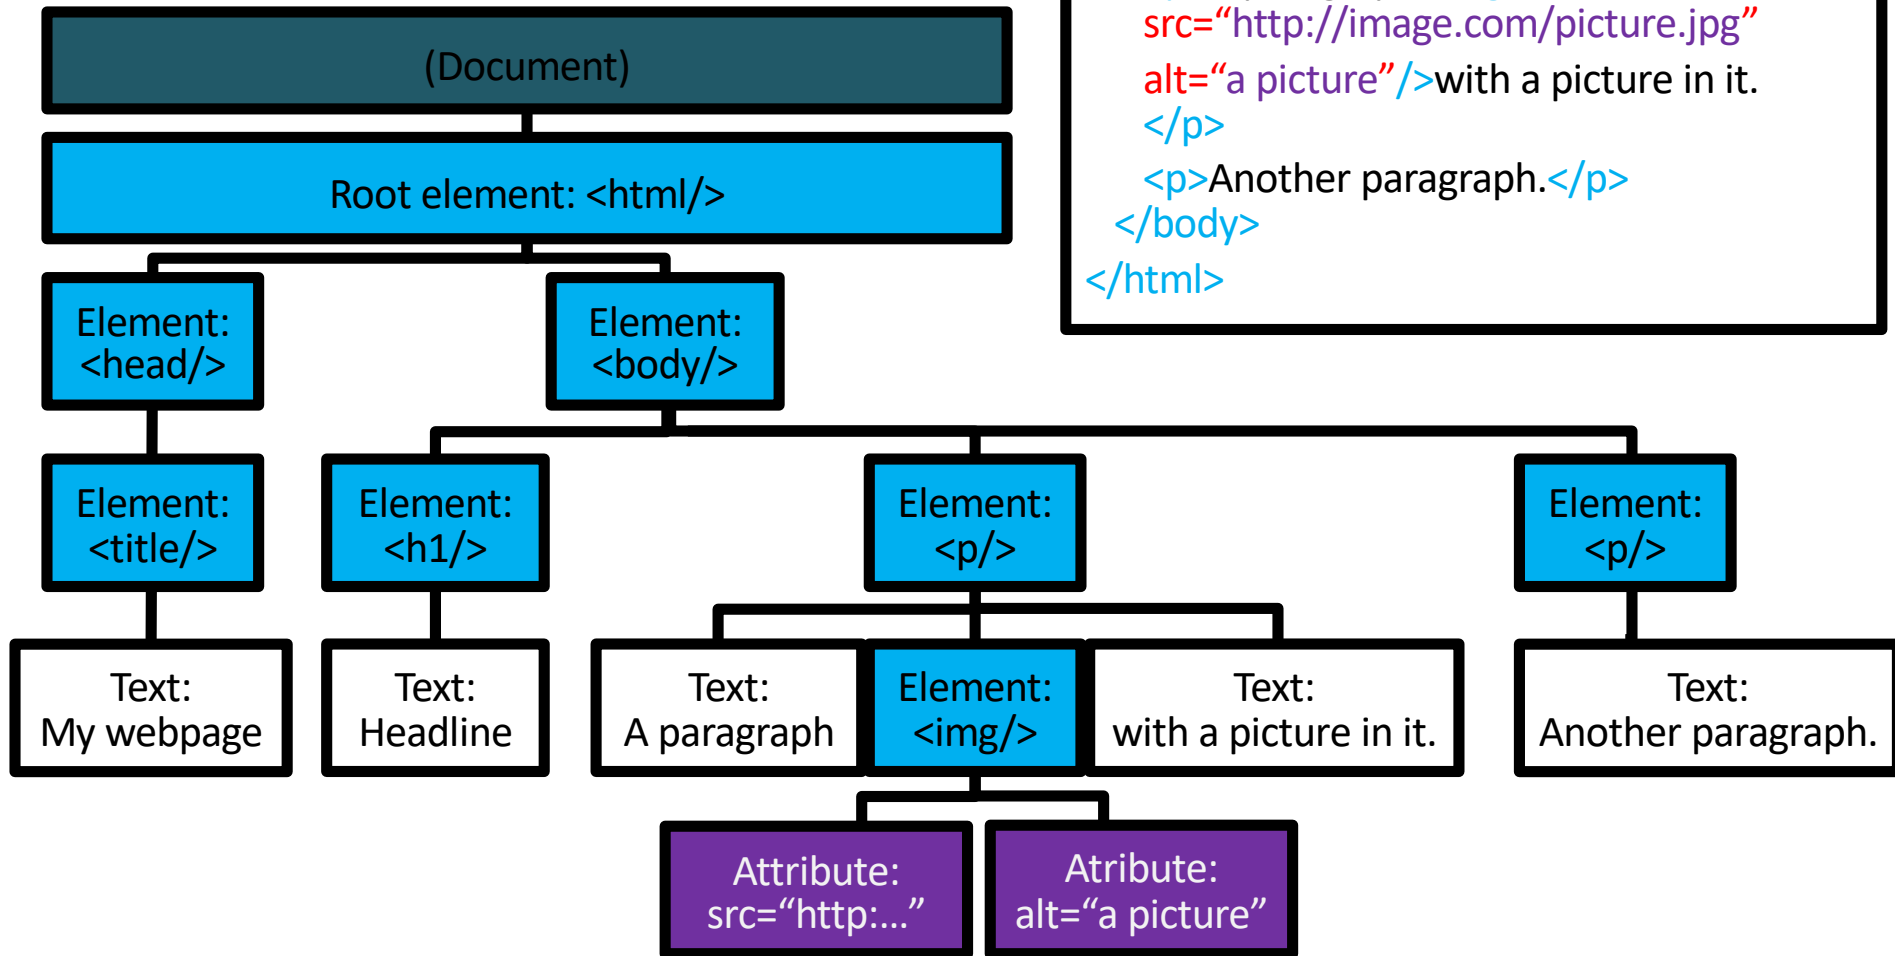 (Document)
Root element: <html/>
Element:
<head/>
Element:
<body/>
Element:
<title/>
Element:
<h1/>
Element:
<p/>
Element:
<p/>
Text:
My webpage
Text:
Headline
Text:
A paragraph
Element:
<img/>
Text:
with a picture in it.
Text:
Another paragraph.
Attribute:
src=“http:...”
Atribute:
alt=“a picture”
src=“http://image.com/picture.jpg”
alt=“a picture”/>with a picture in it.
</p>
<p>Another paragraph.</p>
</body>
</html>